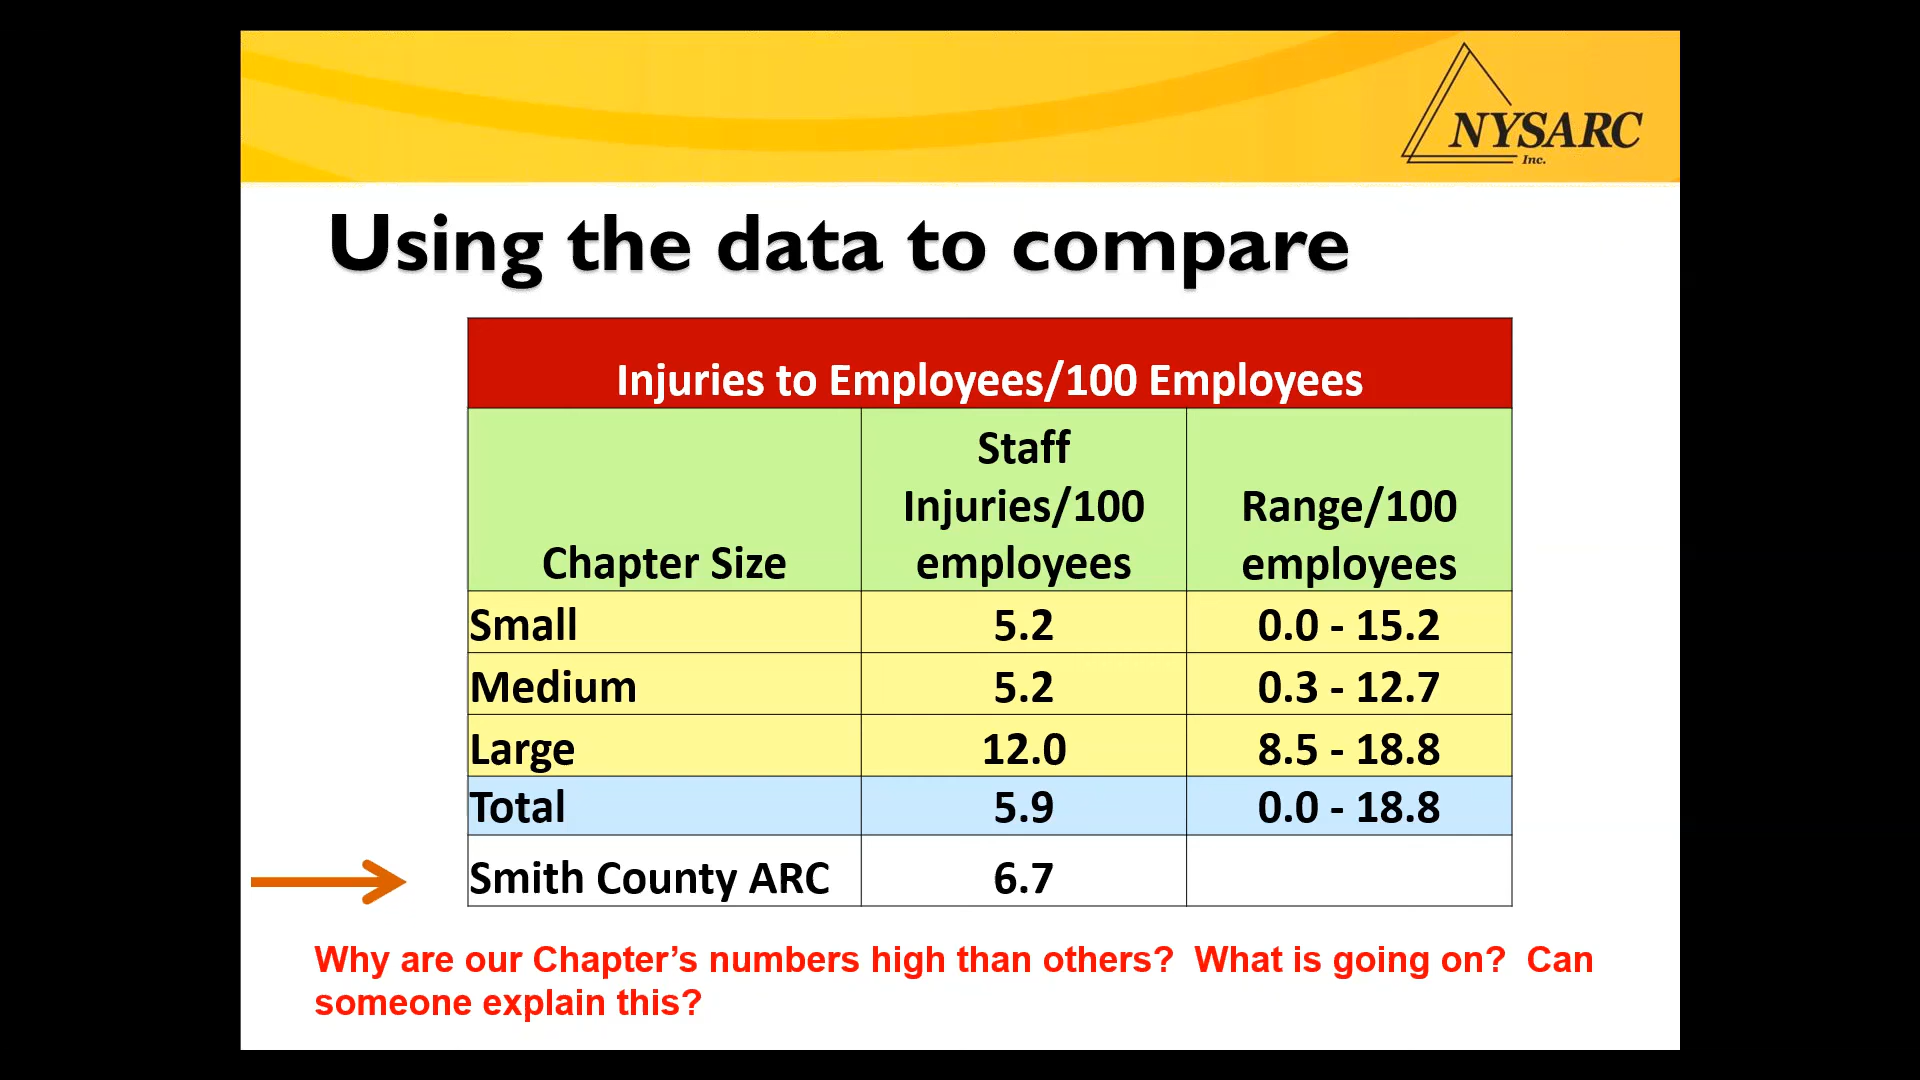 NYSARC
Inc.
Using the data to compare
Injuries to Employees/100 Employees
Staff
Injuries/100
employees
Range/100
employees
Chapter Size
Small 5.2 0.0 - 15.2
Medium 5.2 0.3 - 12.7
Large 12.0 8.5 - 18.8
Total 5.9 0.0 - 18.8
Smith County ARC 6.7
Why are our Chapter’s numbers high than others?  What is going on?  Can
someone explain this?